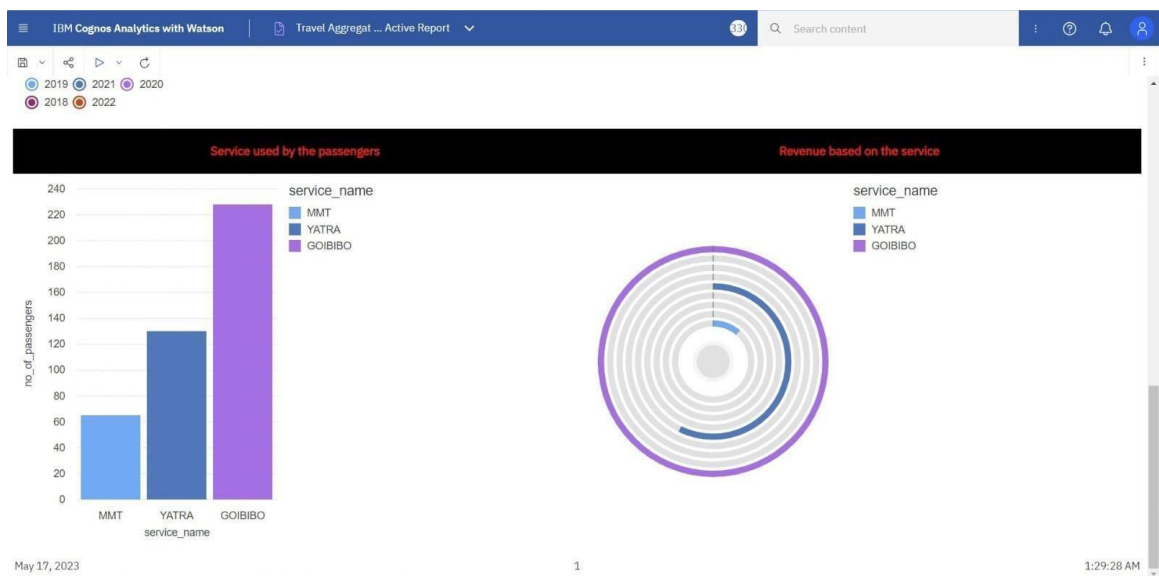 IBM Cognos Analytics with Watson
Travel Aggregat ... Active Report
Search content
2019 2021 2020
2018 2022
Service used by the passengers
Revenue based on the service
240
220
200
180
160
140
120
100
80
60
40
20
0
no_of_passengers
MMT YATRA GOIBIBO
service_name
service_name
MMT
YATRA
GOIBIBO
service_name
MMT
YATRA
GOIBIBO
May 17, 2023
1
1:29:28 AM